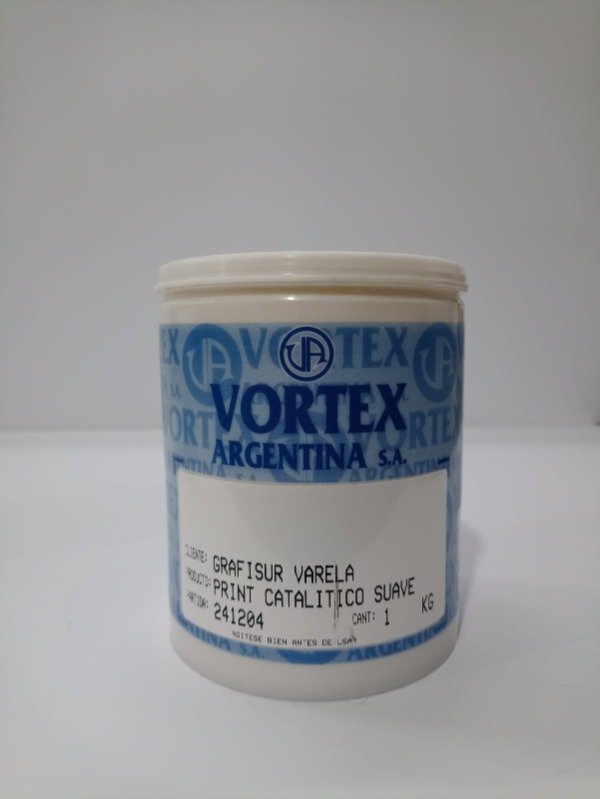 VORTEX
ARGENTINA S.A.
CLIENTE: GRAFISUR VARELA
PRODUCTO: PRINT CATALITICO SUAVE
PARTIDA: 241204 CANT: 1 KG
AGITESE BIEN ANTES DE USAR